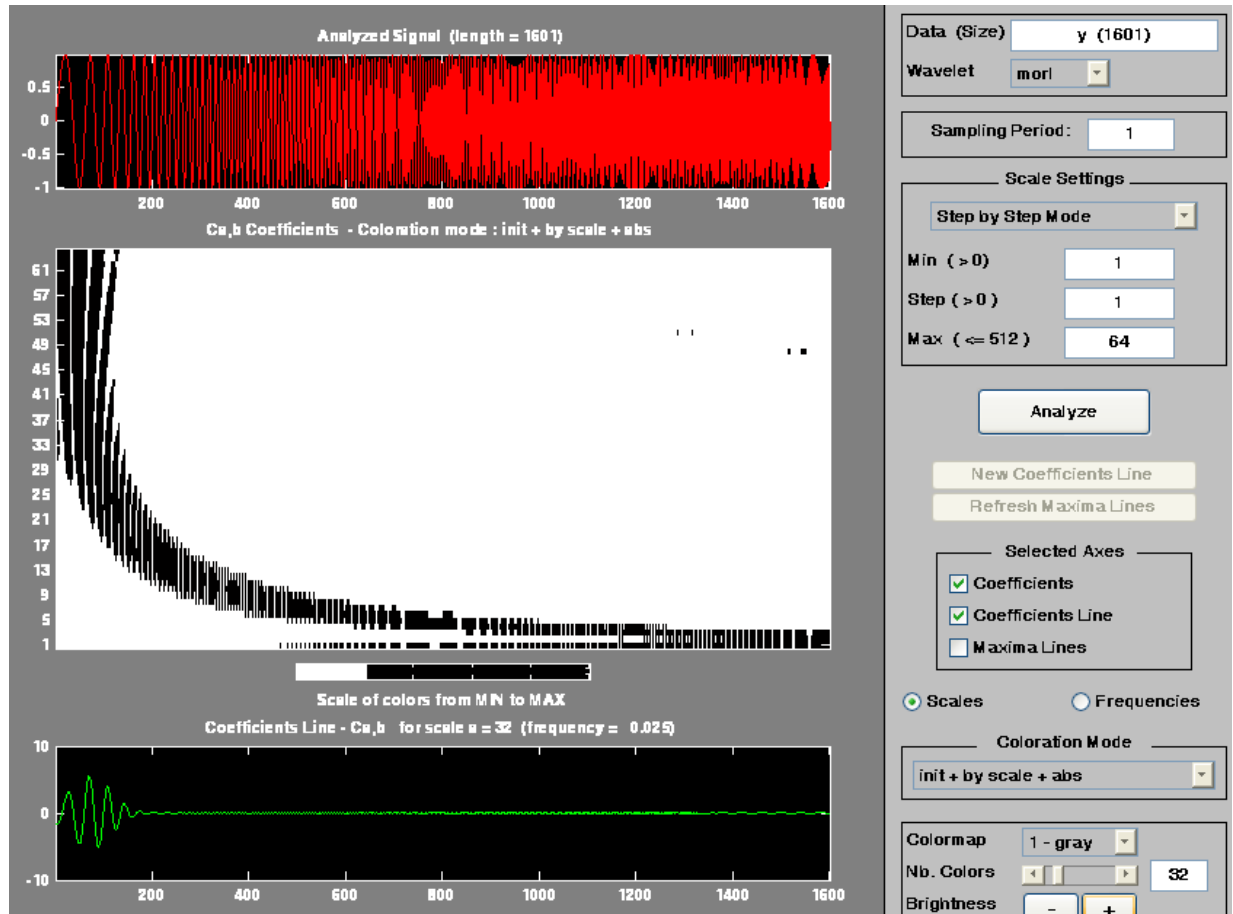 Analyzed Signal (length = 1601)
0.5
0
-0.5
-1
200 400 600 800 1000 1200 1400 1600
Ca,b Coefficients - Coloration mode : init + by scale + abs
61
57
53
49
45
41
37
33
29
25
21
17
13
9
5
1
Scale of colors from MIN to MAX
Coefficients Line - Ca,b for scale a = 32 (frequency = 0.025)
10
0
-10
200 400 600 800 1000 1200 1400 1600
Data (Size) y (1601)
Wavelet morl
Sampling Period: 1
Scale Settings
Step by Step Mode
Min ( >0) 1
Step ( >0 ) 1
Max ( <= 512 ) 64
Analyze
New Coefficients Line
Refresh Maxima Lines
Selected Axes
Coefficients
Coefficients Line
Maxima Lines
Scales Frequencies
Coloration Mode
init + by scale + abs
Colormap 1 - gray
Nb. Colors 32
Brightness - +